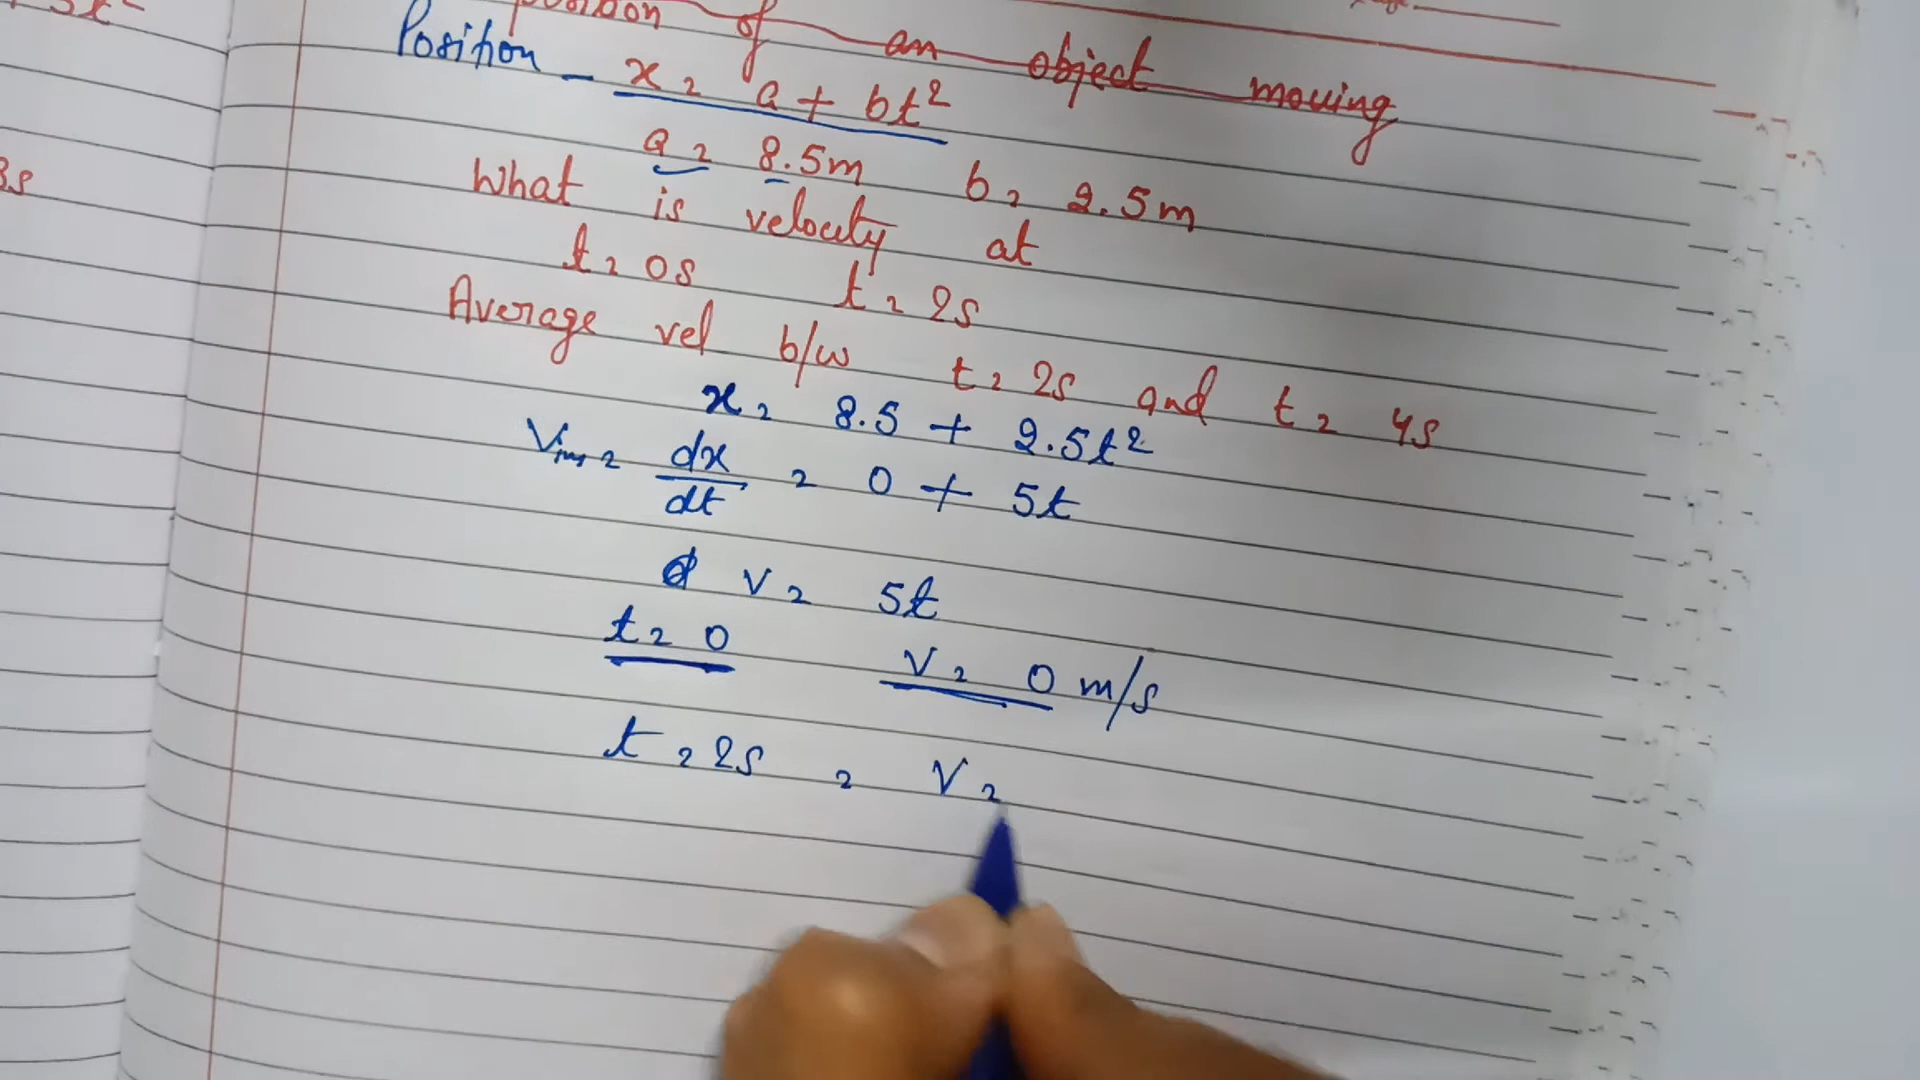 position of an object moving
Position - x = a + bt²
a = 8.5m b = 2.5m
What is velocity at
t = 0s t = 2s
Average vel b/w t = 2s and t = 4s
x = 8.5 + 2.5t²
Vins = dx/dt = 0 + 5t
v = 5t
t = 0 v = 0 m/s
t = 2s = V =